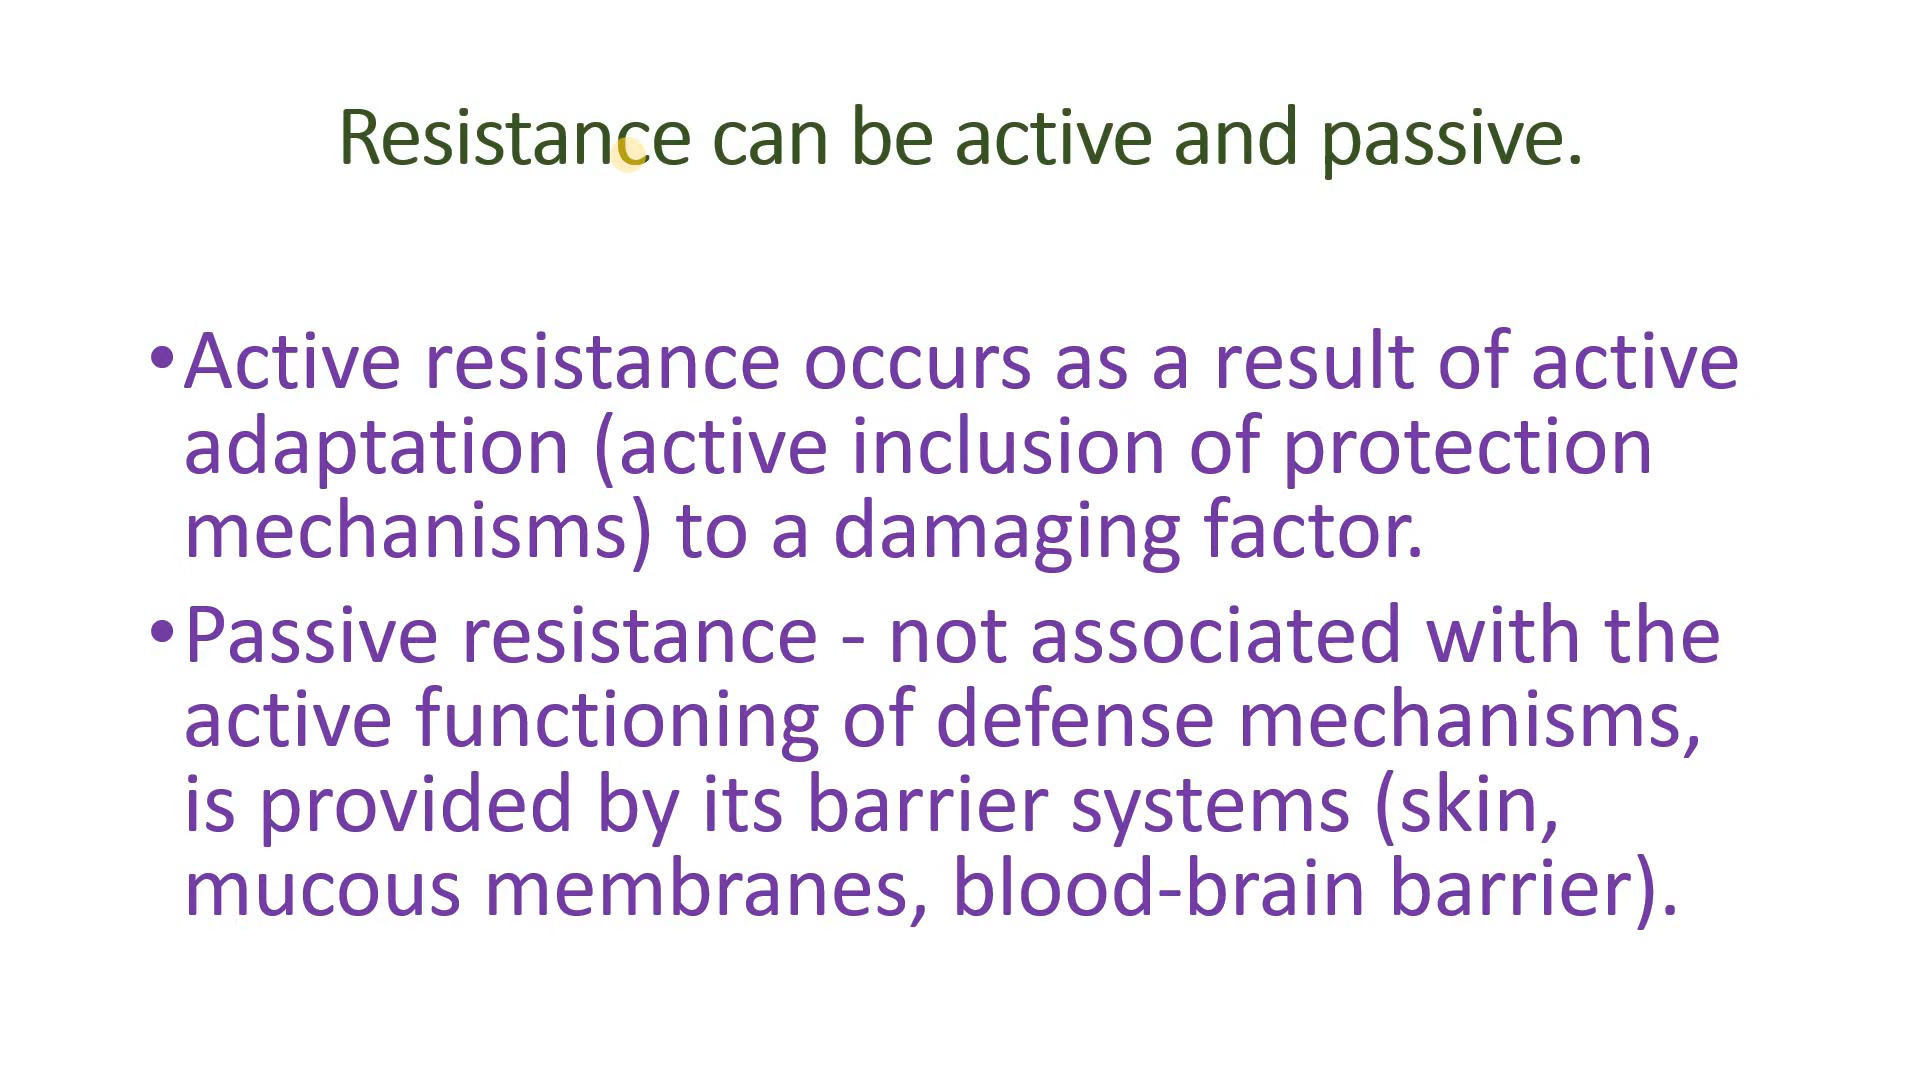 Resistance can be active and passive.
•Active resistance occurs as a result of active
adaptation (active inclusion of protection
mechanisms) to a damaging factor.
•Passive resistance - not associated with the
active functioning of defense mechanisms,
is provided by its barrier systems (skin,
mucous membranes, blood-brain barrier).